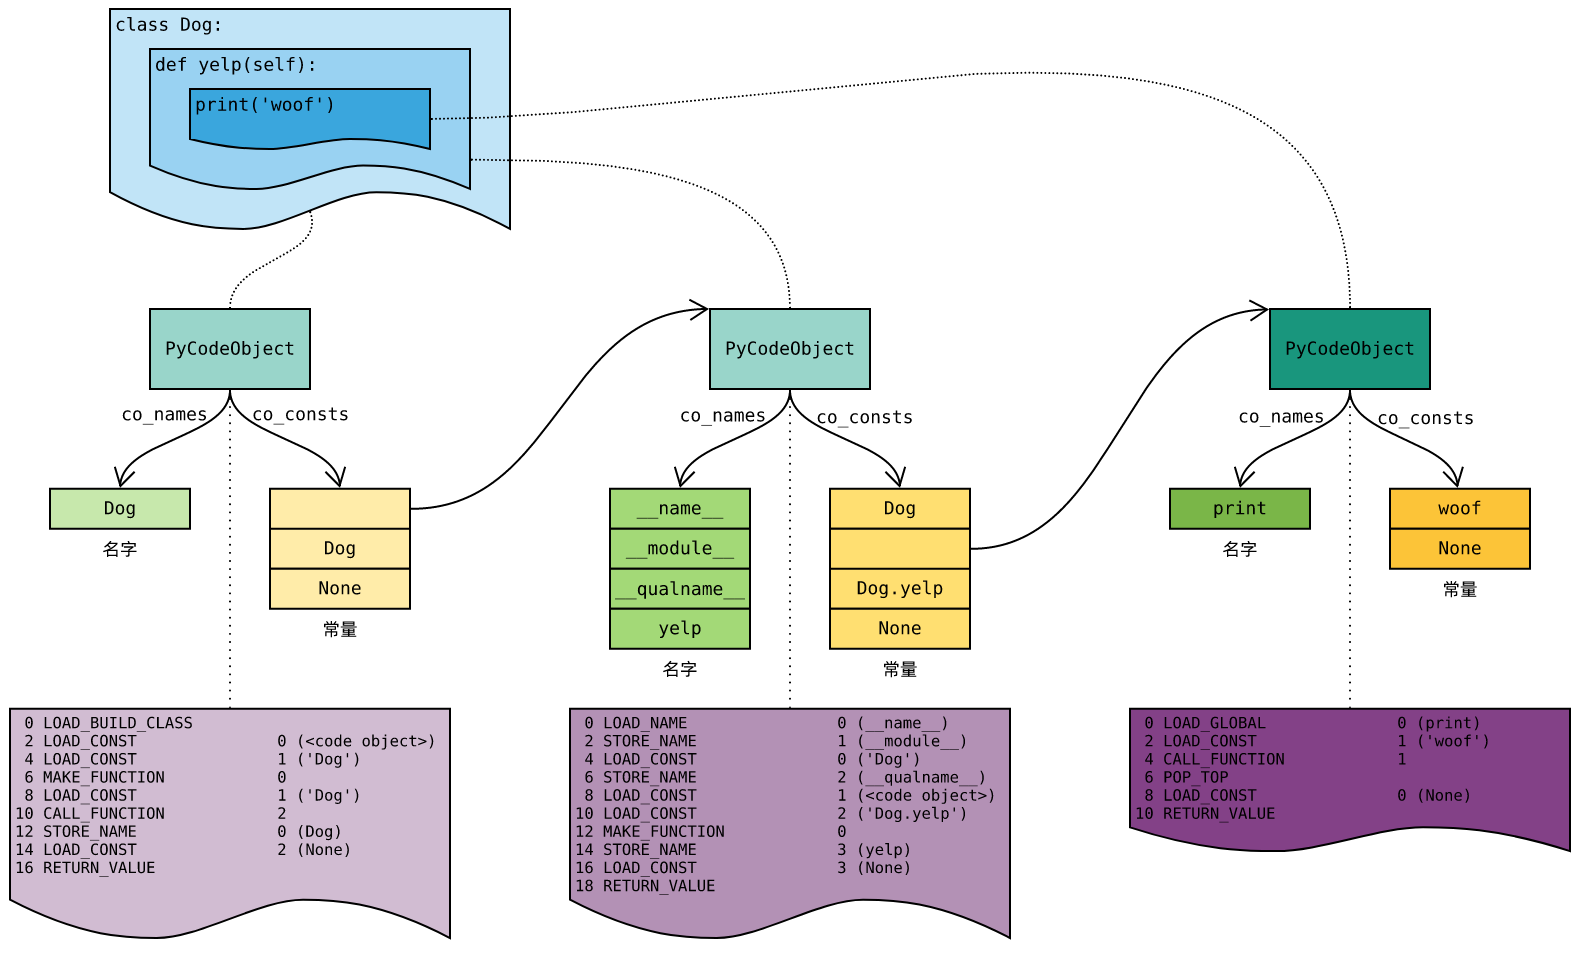 class Dog:
def yelp(self):
print('woof')
PyCodeObject
PyCodeObject
PyCodeObject
co_names
co_consts
co_names
co_consts
co_names
co_consts
Dog
名字
Dog
None
常量
__name__
__module__
__qualname__
yelp
名字
Dog
Dog.yelp
None
常量
print
名字
woof
None
常量
0 LOAD_BUILD_CLASS
2 LOAD_CONST 0 (<code object>)
4 LOAD_CONST 1 ('Dog')
6 MAKE_FUNCTION 0
8 LOAD_CONST 1 ('Dog')
10 CALL_FUNCTION 2
12 STORE_NAME 0 (Dog)
14 LOAD_CONST 2 (None)
16 RETURN_VALUE
0 LOAD_NAME 0 (__name__)
2 STORE_NAME 1 (__module__)
4 LOAD_CONST 0 ('Dog')
6 STORE_NAME 2 (__qualname__)
8 LOAD_CONST 1 (<code object>)
10 LOAD_CONST 2 ('Dog.yelp')
12 MAKE_FUNCTION 0
14 STORE_NAME 3 (yelp)
16 LOAD_CONST 3 (None)
18 RETURN_VALUE
0 LOAD_GLOBAL 0 (print)
2 LOAD_CONST 1 ('woof')
4 CALL_FUNCTION 1
6 POP_TOP
8 LOAD_CONST 0 (None)
10 RETURN_VALUE